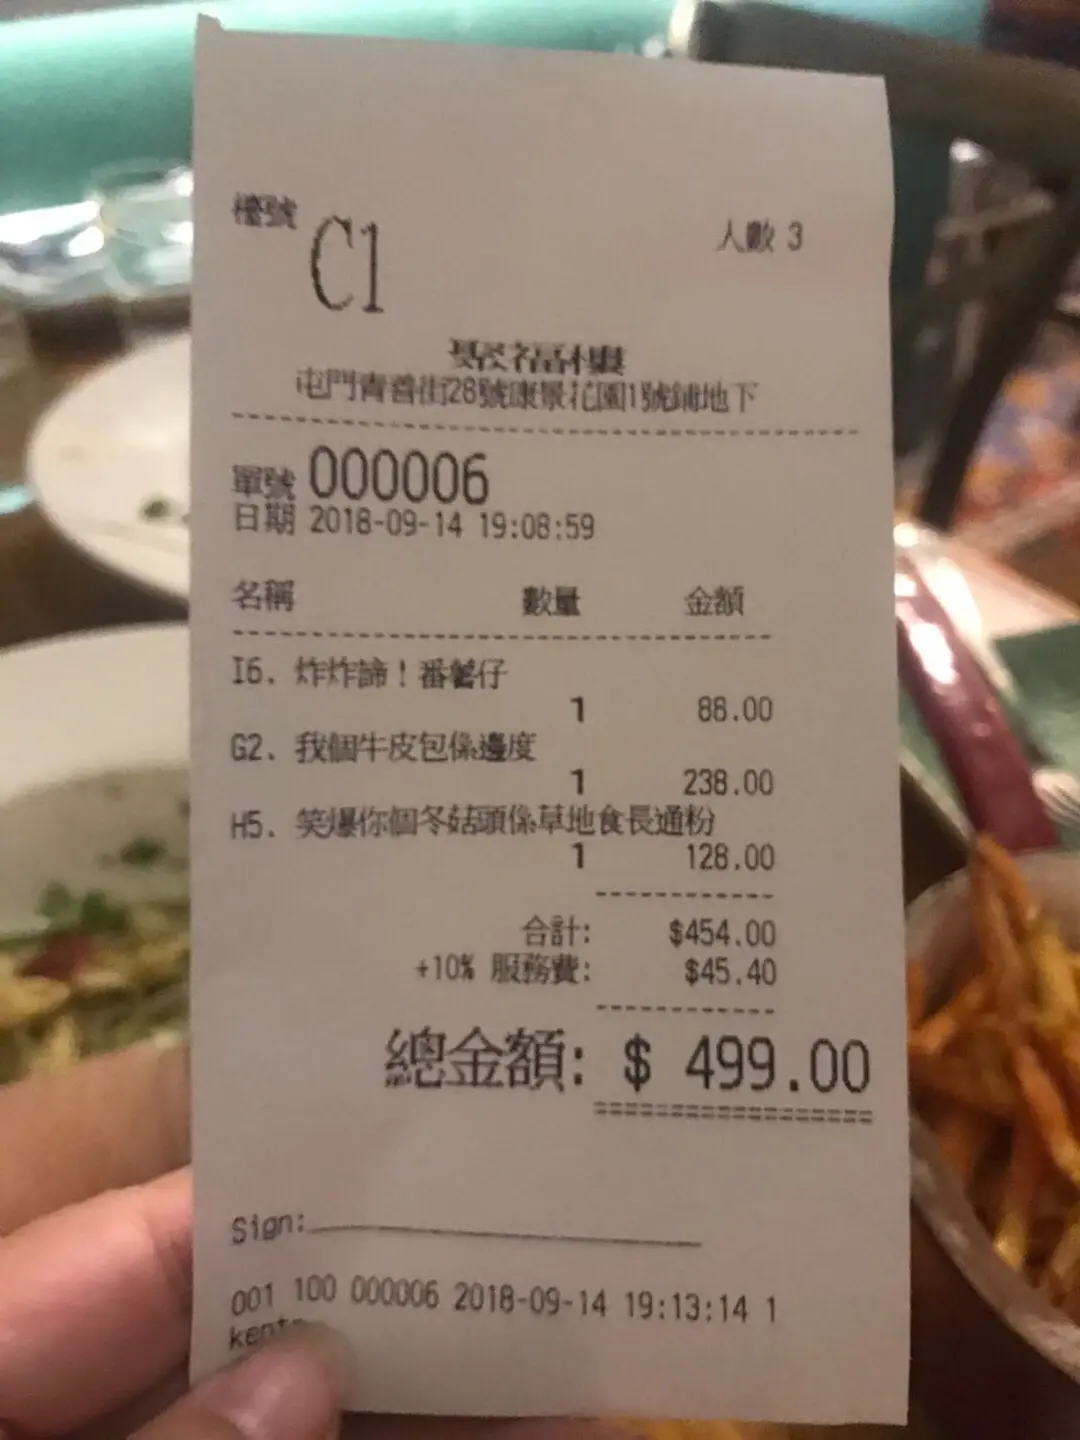 檯號 C1 人數 3
聚福樓
屯門青善街28號康景花園1號鋪地下
單號 000006
日期 2018-09-14 19:08:59
名稱 數量 金額
I6. 炸炸諦！番薯仔
1 88.00
G2. 我個牛皮包係邊度
1 238.00
H5. 笑爆你個冬菇頭係草地食長通粉
1 128.00
合計: $454.00
+10% 服務費: $45.40
總金額: $ 499.00
Sign:
001 100 000006 2018-09-14 19:13:14 1